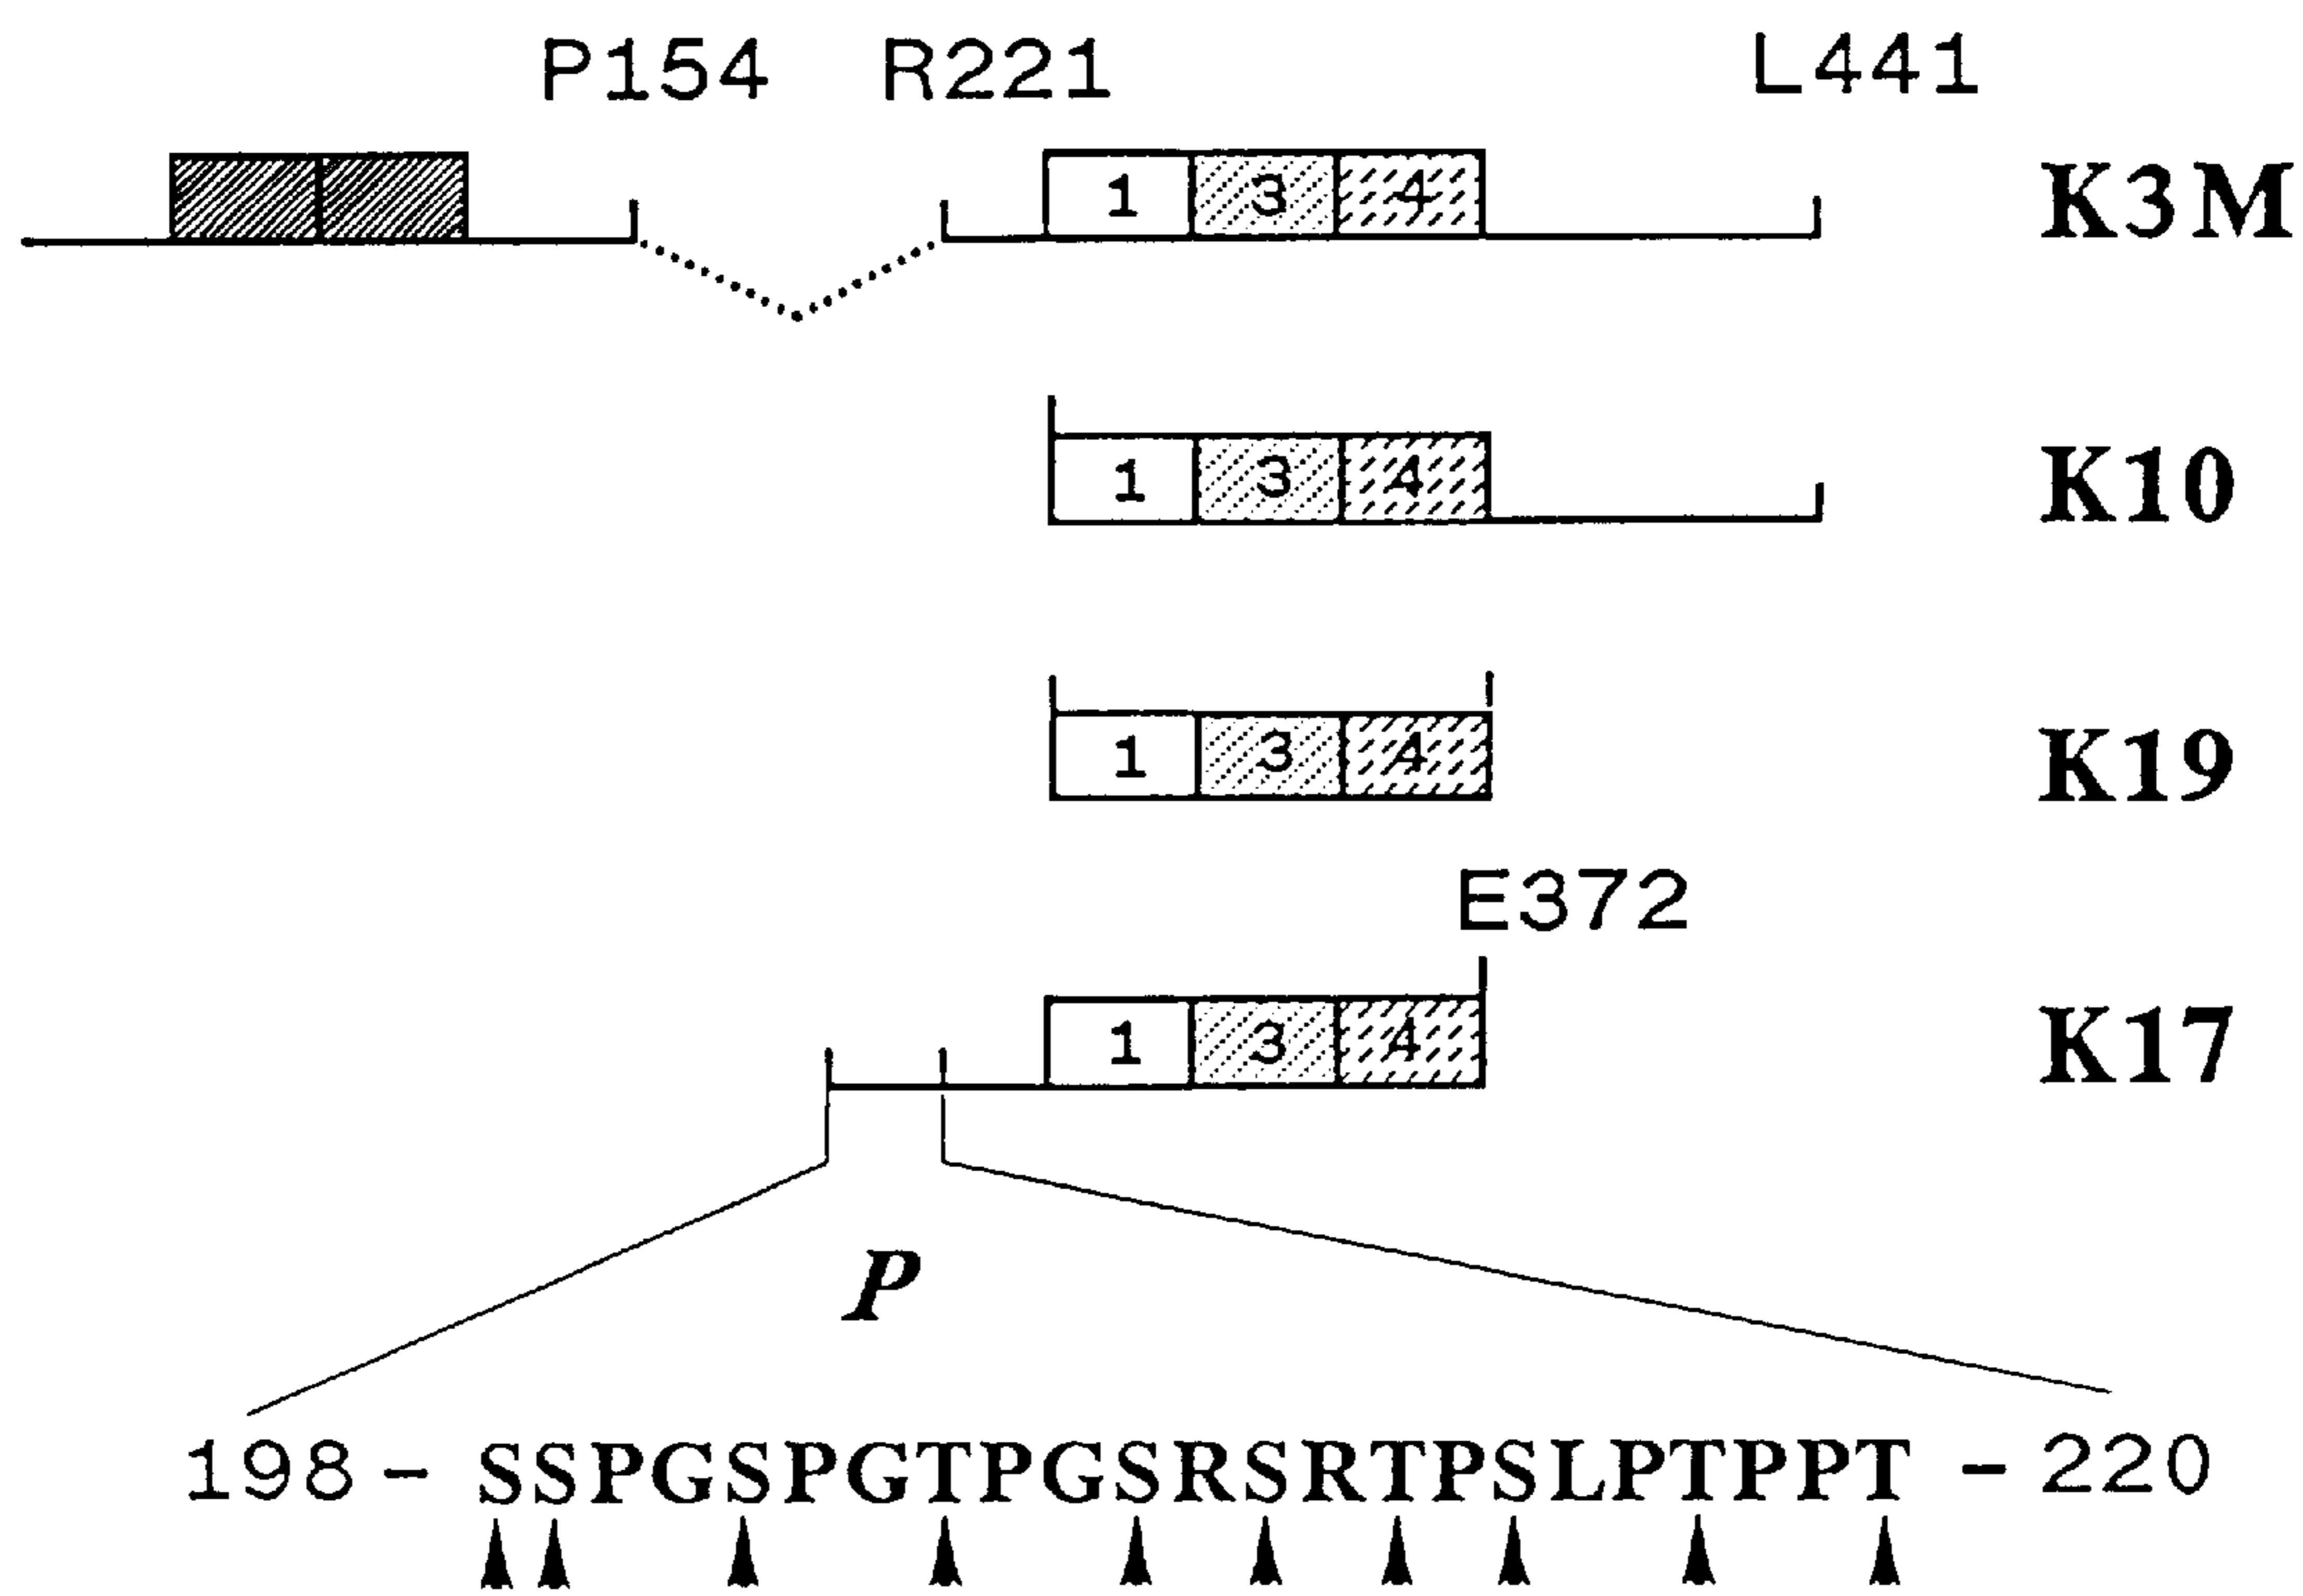 P154 R221 L441
1 3 4 K3M
1 3 4 K10
1 3 4 K19
E372
1 3 4 K17
P
198 - SSPGSPGTPGSRSRTPSLPTPPT - 220